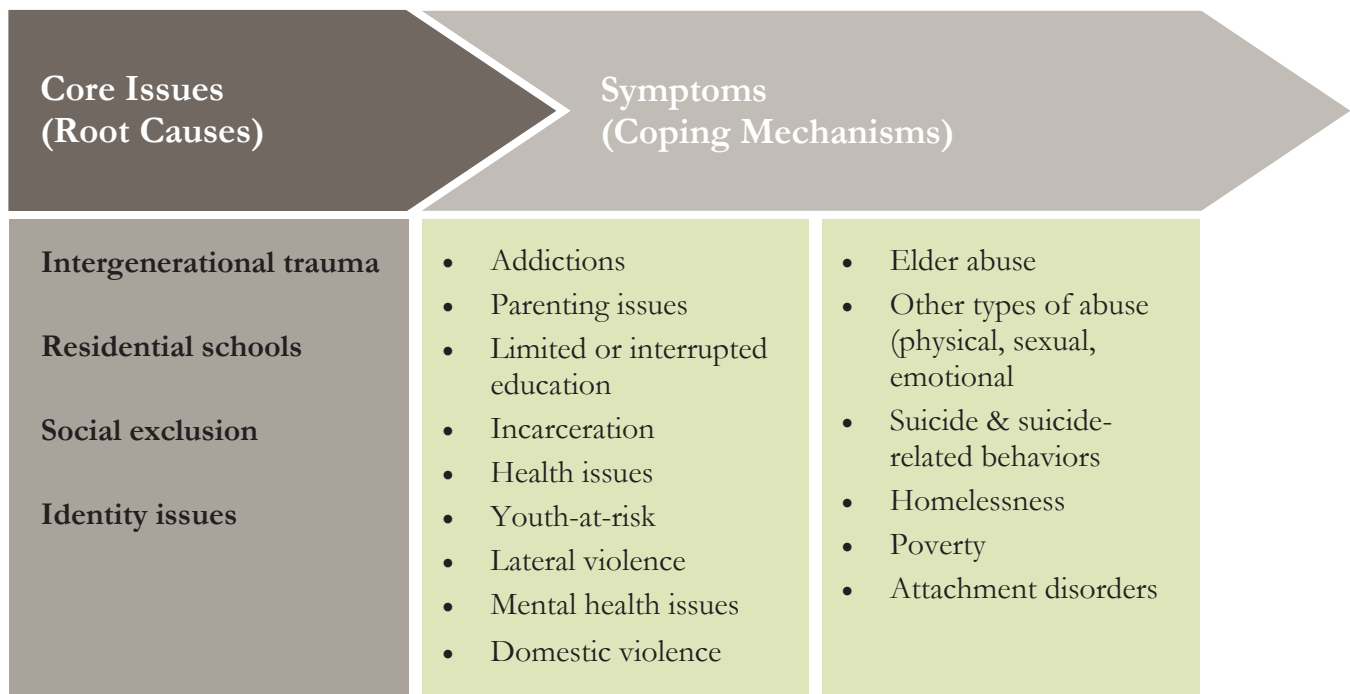 Core Issues
(Root Causes)
Symptoms
(Coping Mechanisms)
Intergenerational trauma
Residential schools
Social exclusion
Identity issues
• Addictions
• Parenting issues
• Limited or interrupted
education
• Incarceration
• Health issues
• Youth-at-risk
• Lateral violence
• Mental health issues
• Domestic violence
• Elder abuse
• Other types of abuse
(physical, sexual,
emotional
• Suicide & suicide-
related behaviors
• Homelessness
• Poverty
• Attachment disorders